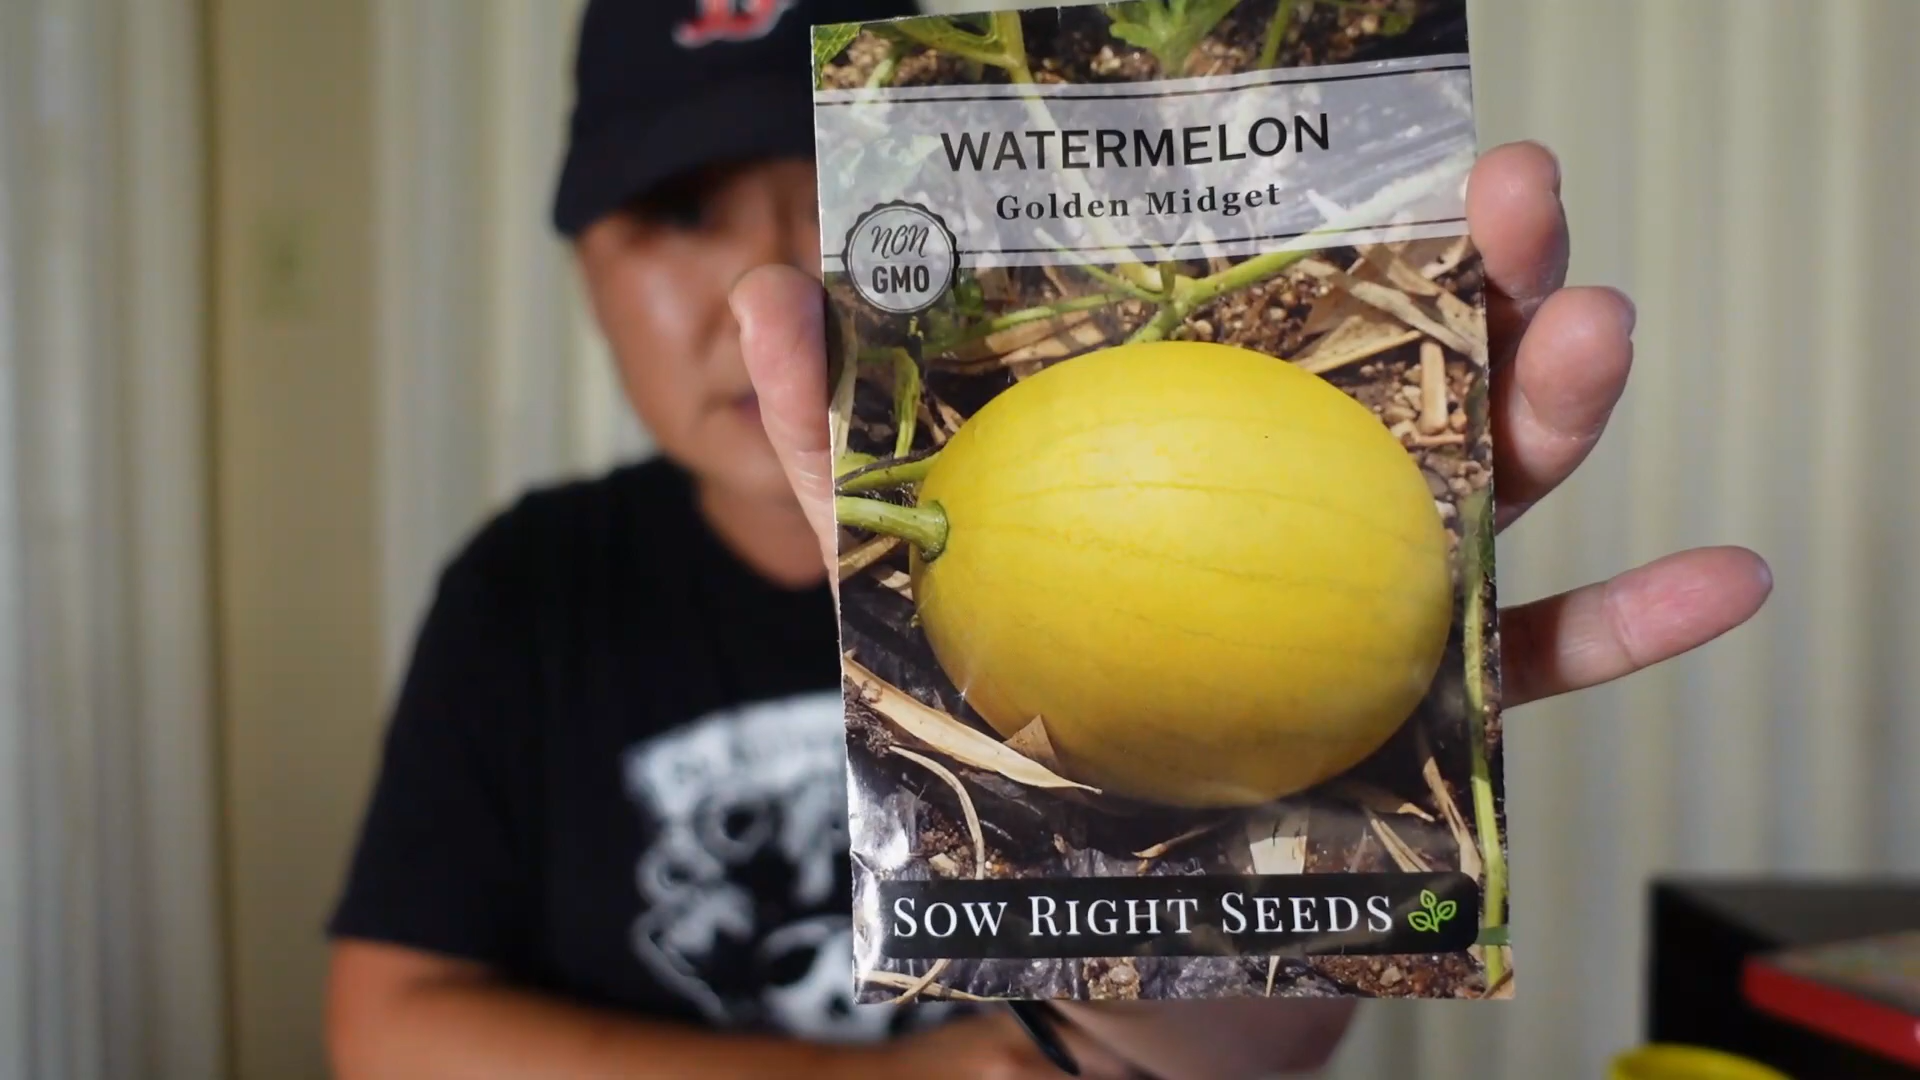 WATERMELON
Golden Midget
non
GMO
SOW RIGHT SEEDS
B